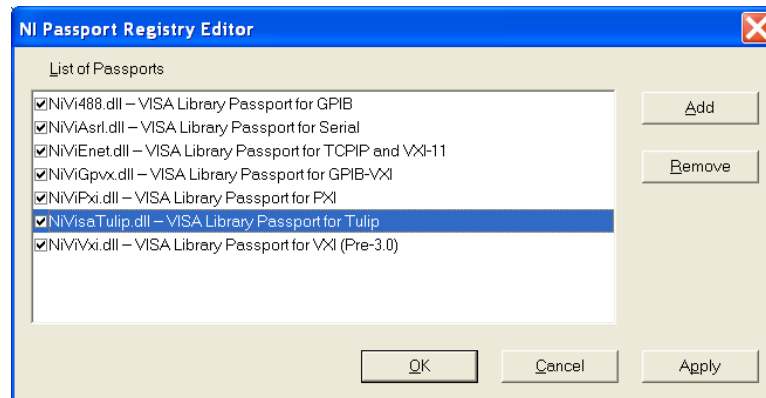 NI Passport Registry Editor
List of Passports
NiVi488.dll – VISA Library Passport for GPIB
NiViAsrl.dll – VISA Library Passport for Serial
NiViEnet.dll – VISA Library Passport for TCPIP and VXI-11
NiViGpvx.dll – VISA Library Passport for GPIB-VXI
NiViPxi.dll – VISA Library Passport for PXI
NiVisaTulip.dll – VISA Library Passport for Tulip
NiViVxi.dll – VISA Library Passport for VXI (Pre-3.0)
Add
Remove
OK
Cancel
Apply